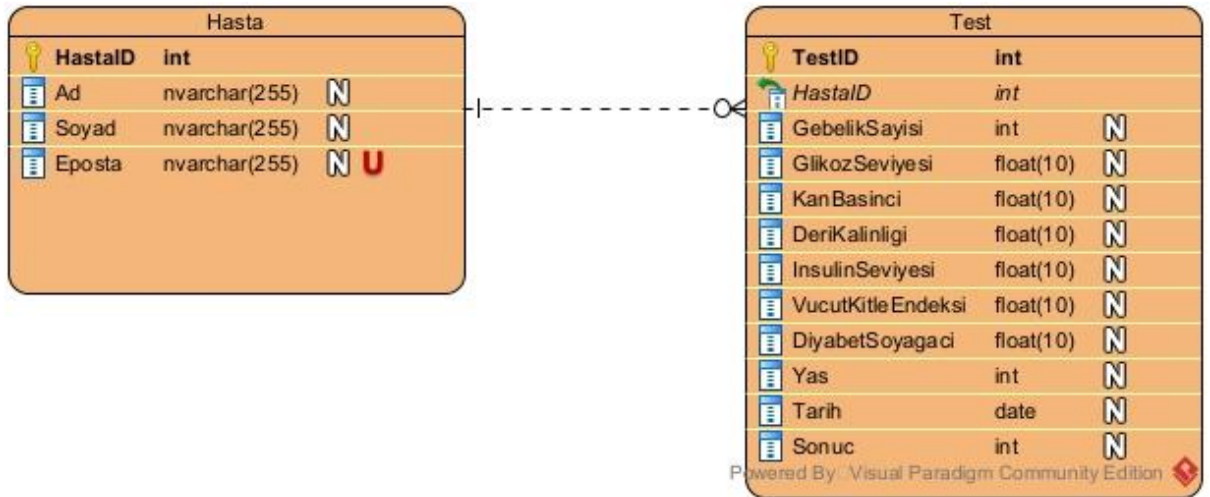 Hasta
HastaID int
Ad nvarchar(255) N
Soyad nvarchar(255) N
Eposta nvarchar(255) N U
Test
TestID int
HastaID int
GebelikSayisi int N
GlikozSeviyesi float(10) N
KanBasinci float(10) N
DeriKalinligi float(10) N
InsulinSeviyesi float(10) N
VucutKitleEndeksi float(10) N
DiyabetSoyagaci float(10) N
Yas int N
Tarih date N
Sonuc int N
Powered By Visual Paradigm Community Edition